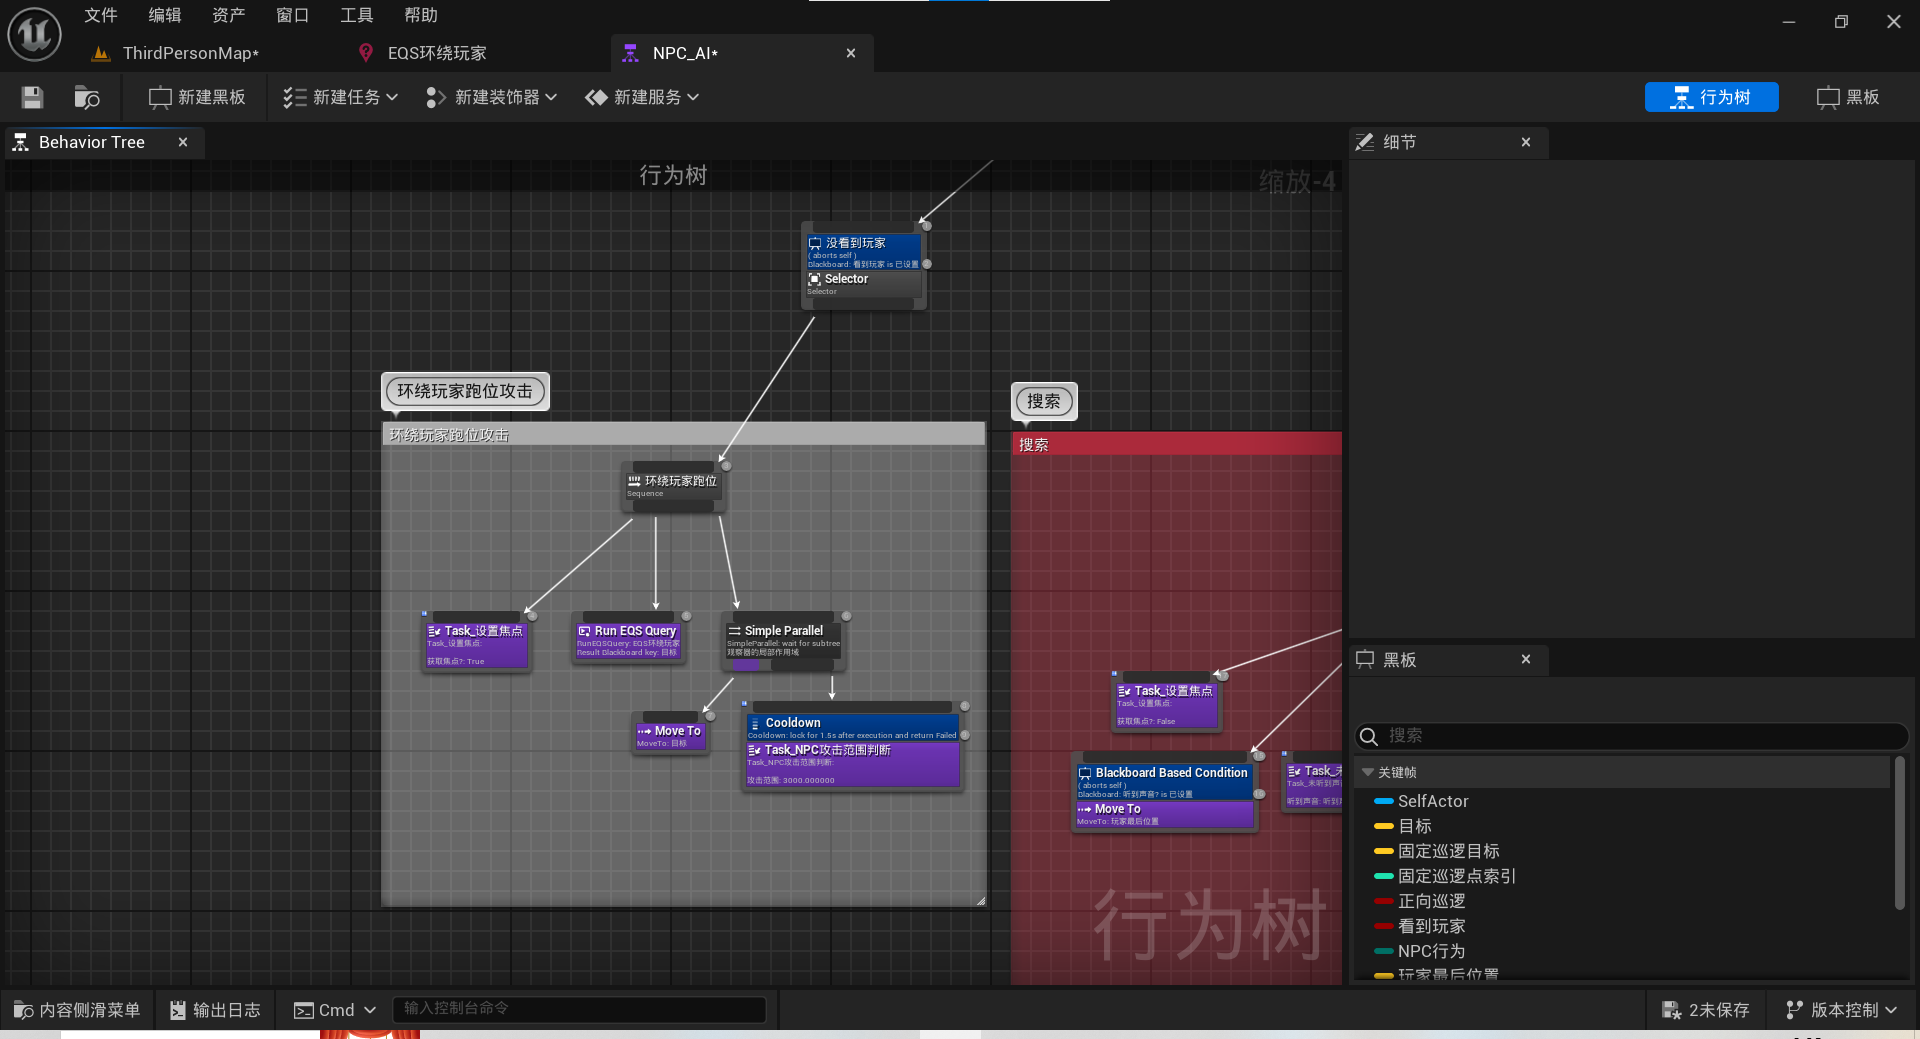 文件 编辑 资产 窗口 工具 帮助
ThirdPersonMap* EQS环绕玩家 NPC_AI*
新建黑板 新建任务 新建装饰器 新建服务 行为树 黑板
Behavior Tree 细节
行为树 缩放-4
没看到玩家
( aborts self )
Blackboard: 看到玩家 is 已设置
Selector
Selector
环绕玩家跑位攻击
环绕玩家跑位攻击
搜索
搜索
环绕玩家跑位
Sequence
Task_设置焦点
Task_设置焦点:
获取焦点?: True
Run EQS Query
RunEQSQuery: EQS环绕玩家
Result Blackboard key: 目标
Simple Parallel
SimpleParallel: wait for subtree
观察器的局部作用域
Move To
MoveTo: 目标
Cooldown
Cooldown: lock for 1.5s after execution and return Failed
Task_NPC攻击范围判断
Task_NPC攻击范围判断:
攻击范围: 3000.000000
Task_设置焦点
Task_设置焦点:
获取焦点?: False
Blackboard Based Condition
( aborts self )
Blackboard: 听到声音? is 已设置
Move To
MoveTo: 玩家最后位置
Task_未
Task_未听到声
听到声音: 听到
行为树
黑板
搜索
关键帧
SelfActor
目标
固定巡逻目标
固定巡逻点索引
正向巡逻
看到玩家
NPC行为
玩家最后位置
内容侧滑菜单 输出日志 Cmd 输入控制台命令 2未保存 版本控制